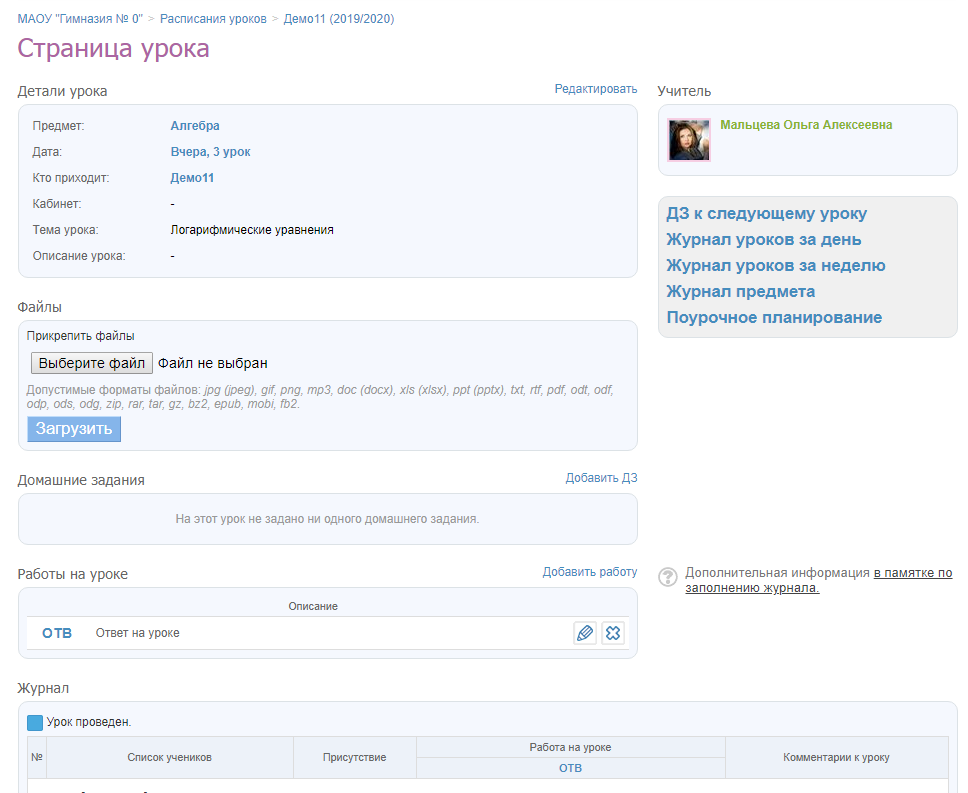 МАОУ "Гимназия № 0" > Расписания уроков > Демо11 (2019/2020)
Страница урока
Детали урока
Редактировать
Предмет: Алгебра
Дата: Вчера, 3 урок
Кто приходит: Демо11
Кабинет: -
Тема урока: Логарифмические уравнения
Описание урока: -
Учитель
Мальцева Ольга Алексеевна
ДЗ к следующему уроку
Журнал уроков за день
Журнал уроков за неделю
Журнал предмета
Поурочное планирование
Файлы
Прикрепить файлы
Выберите файл Файл не выбран
Допустимые форматы файлов: jpg (jpeg), gif, png, mp3, doc (docx), xls (xlsx), ppt (pptx), txt, rtf, pdf, odt, odf,
odp, ods, odg, zip, rar, tar, gz, bz2, epub, mobi, fb2.
Загрузить
Домашние задания
Добавить ДЗ
На этот урок не задано ни одного домашнего задания.
Работы на уроке
Добавить работу
Описание
ОТВ Ответ на уроке
? Дополнительная информация в памятке по
заполнению журнала.
Журнал
Урок проведен.
№ Список учеников Присутствие Работа на уроке Комментарии к уроку
ОТВ